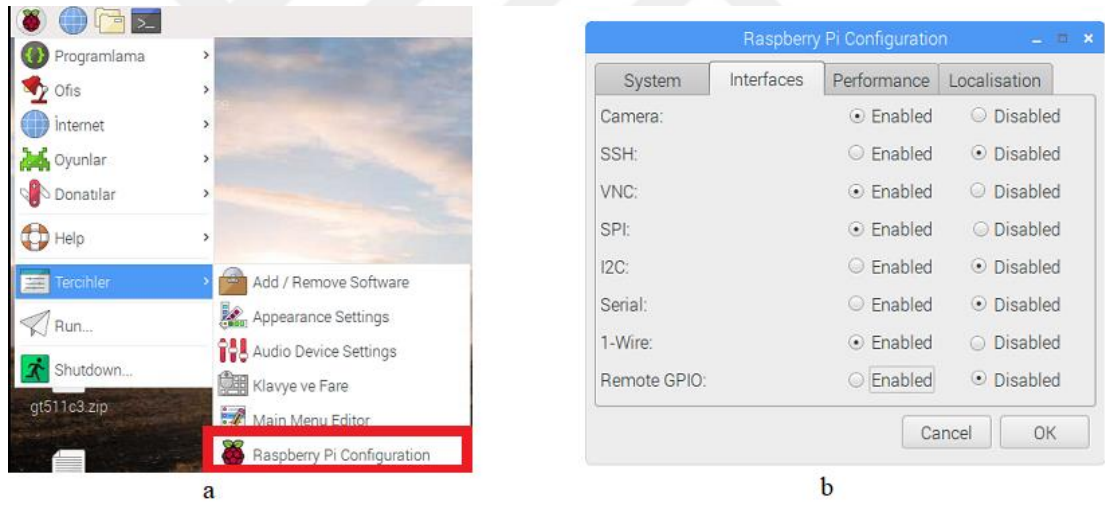 Programlama
Ofis
İnternet
Oyunlar
Donatılar
Help
Tercihler
Run...
Shutdown...
gt511c3.zip
Add / Remove Software
Appearance Settings
Audio Device Settings
Klavye ve Fare
Main Menu Editor
Raspberry Pi Configuration
a
Raspberry Pi Configuration
System Interfaces Performance Localisation
Camera: Enabled Disabled
SSH: Enabled Disabled
VNC: Enabled Disabled
SPI: Enabled Disabled
I2C: Enabled Disabled
Serial: Enabled Disabled
1-Wire: Enabled Disabled
Remote GPIO: Enabled Disabled
Cancel OK
b